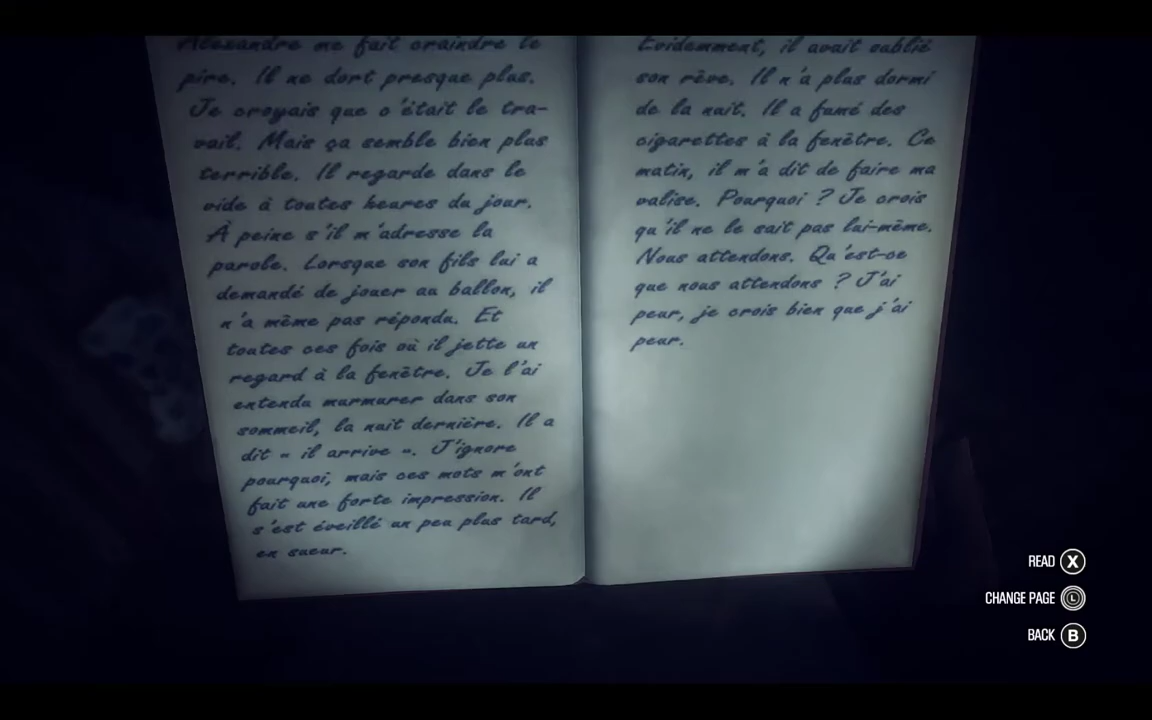 Alexandre me fait craindre le
pire. Il ne dort presque plus.
Je croyais que c'était le tra-
vail. Mais ça semble bien plus
terrible. Il regarde dans le
vide à toutes heures du jour.
À peine s'il m'adresse la
parole. Lorsque son fils lui a
demandé de jouer au ballon, il
n'a même pas répondu. Et
toutes ces fois où il jette un
regard à la fenêtre. Je l'ai
entendu murmurer dans son
sommeil, la nuit dernière. Il a
dit « il arrive ». J'ignore
pourquoi, mais ces mots m'ont
fait une forte impression. Il
s'est éveillé un peu plus tard,
en sueur.
Evidemment, il avait oublié
son rêve. Il n'a plus dormi
de la nuit. Il a fumé des
cigarettes à la fenêtre. Ce
matin, il m'a dit de faire ma
valise. Pourquoi ? Je crois
qu'il ne le sait pas lui-même.
Nous attendons. Qu'est-ce
que nous attendons ? J'ai
peur, je crois bien que j'ai
peur.
READ X
CHANGE PAGE L
BACK B